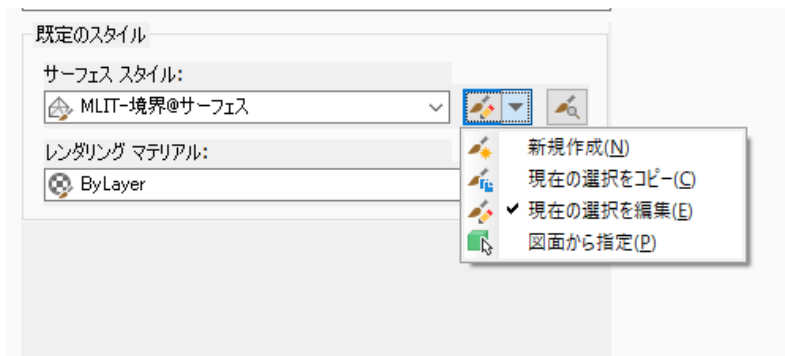 既定のスタイル
サーフェス スタイル:
MLIT-境界@サーフェス
レンダリング マテリアル:
ByLayer
新規作成(N)
現在の選択をコピー(C)
現在の選択を編集(E)
図面から指定(P)